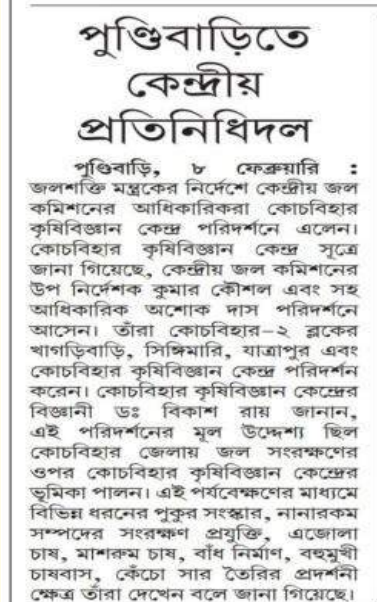 পুণ্ডিবাড়িতে
কেন্দ্রীয়
প্রতিনিধিদল
পুণ্ডিবাড়ি, ৮ ফেব্রুয়ারি :
জলশক্তি মন্ত্রকের নির্দেশে কেন্দ্রীয় জল
কমিশনের আধিকারিকরা কোচবিহার
কৃষিবিজ্ঞান কেন্দ্র পরিদর্শনে এলেন।
কোচবিহার কৃষিবিজ্ঞান কেন্দ্র সূত্রে
জানা গিয়েছে, কেন্দ্রীয় জল কমিশনের
উপ নির্দেশক কুমার কৌশল এবং সহ
আধিকারিক অশোক দাস পরিদর্শনে
আসেন। তাঁরা কোচবিহার-২ ব্লকের
খাগড়িবাড়ি, সিঙ্গিমারি, যাত্রাপুর এবং
কোচবিহার কৃষিবিজ্ঞান কেন্দ্র পরিদর্শন
করেন। কোচবিহার কৃষিবিজ্ঞান কেন্দ্রের
বিজ্ঞানী ডঃ বিকাশ রায় জানান,
এই পরিদর্শনের মূল উদ্দেশ্য ছিল
কোচবিহার জেলায় জল সংরক্ষণের
ওপর কোচবিহার কৃষিবিজ্ঞান কেন্দ্রের
ভূমিকা পালন। এই পর্যবেক্ষণের মাধ্যমে
বিভিন্ন ধরনের পুকুর সংস্কার, নানারকম
সম্পদের সংরক্ষণ প্রযুক্তি, এজোলা
চাষ, মাশরুম চাষ, বাঁধ নির্মাণ, বহুমুখী
চাষবাস, কেঁচো সার তৈরির প্রদর্শনী
ক্ষেত্র তাঁরা দেখেন বলে জানা গিয়েছে।